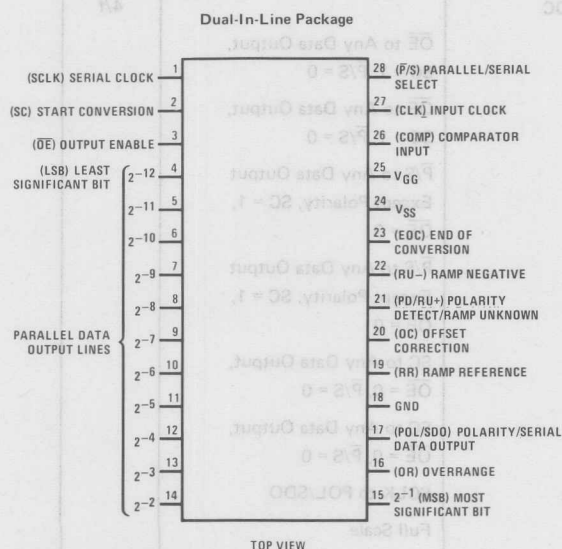 Dual-In-Line Package
(SCLK) SERIAL CLOCK 1
(SC) START CONVERSION 2
(O̅E̅) OUTPUT ENABLE 3
(LSB) LEAST
SIGNIFICANT BIT
2⁻¹² 4
2⁻¹¹ 5
2⁻¹⁰ 6
2⁻⁹ 7
2⁻⁸ 8
PARALLEL DATA
OUTPUT LINES
2⁻⁷ 9
2⁻⁶ 10
2⁻⁵ 11
2⁻⁴ 12
2⁻³ 13
2⁻² 14
28 (P̅/S) PARALLEL/SERIAL
SELECT
27 (CLK) INPUT CLOCK
26 (COMP) COMPARATOR
INPUT
25 VGG
24 VSS
23 (EOC) END OF
CONVERSION
22 (RU−) RAMP NEGATIVE
21 (PD/RU+) POLARITY
DETECT/RAMP UNKNOWN
20 (OC) OFFSET
CORRECTION
19 (RR) RAMP REFERENCE
18 GND
17 (POL/SDO) POLARITY/SERIAL
DATA OUTPUT
16 (OR) OVERRANGE
15 2⁻¹ (MSB) MOST
SIGNIFICANT BIT
TOP VIEW